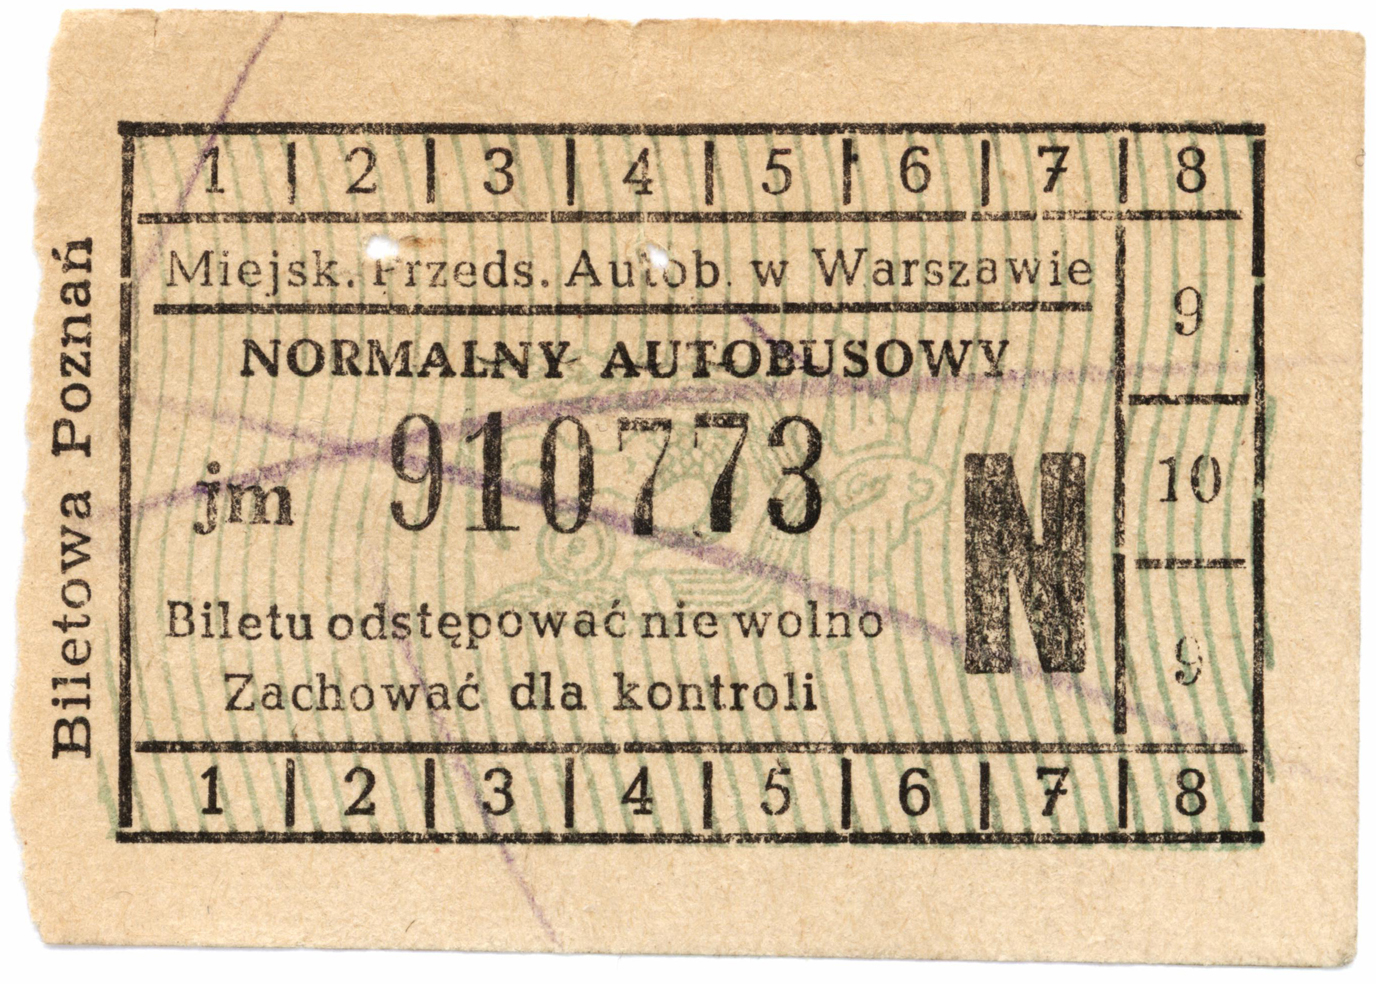 1 | 2 | 3 | 4 | 5 | 6 | 7 | 8
Miejsk. Przeds. Autob. w Warszawie
9
NORMALNY AUTOBUSOWY
jm 910773
10
N
Biletu odstępować nie wolno
9
Zachować dla kontroli
1 | 2 | 3 | 4 | 5 | 6 | 7 | 8
Biletowa Poznań